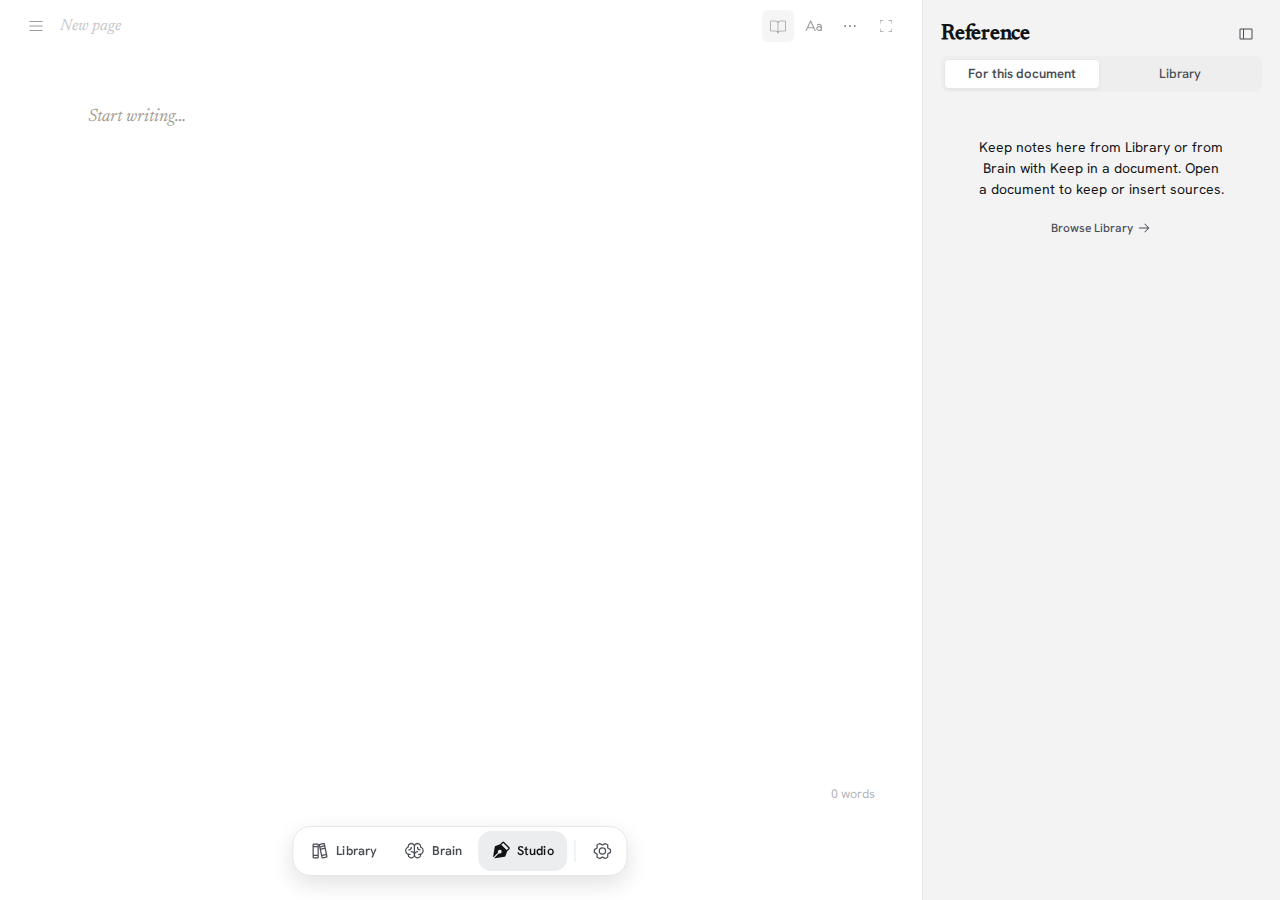 New page
Aa
Start writing...
0 words
Library
Brain
Studio
Reference
For this document
Library
Keep notes here from Library or from
Brain with Keep in a document. Open
a document to keep or insert sources.
Browse Library →